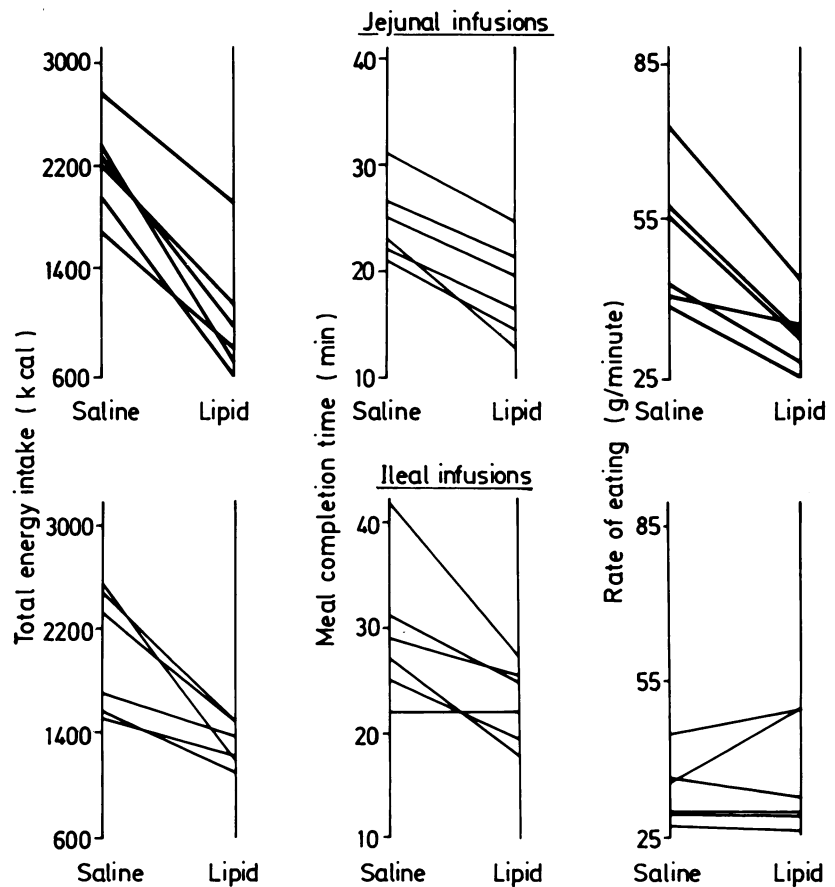 Jejunal infusions
3000
2200
1400
600
Saline Lipid
40
30
20
10
Saline Lipid
85
55
25
Saline Lipid
Total energy intake (kcal)
Meal completion time (min)
Rate of eating (g/minute)
Ileal infusions
3000
2200
1400
600
Saline Lipid
40
30
20
10
Saline Lipid
85
55
25
Saline Lipid